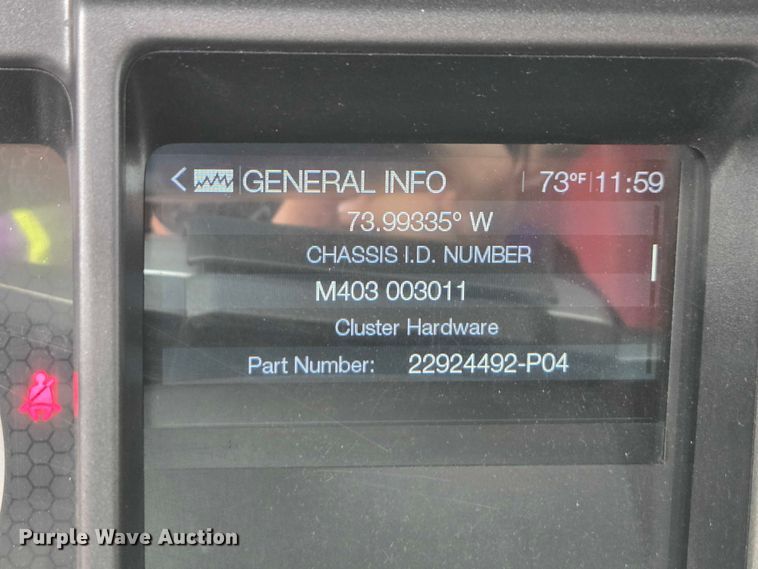 < GENERAL INFO 73°F 11:59
73.99335° W
CHASSIS I.D. NUMBER
M403 003011
Cluster Hardware
Part Number: 22924492-P04
Purple Wave Auction